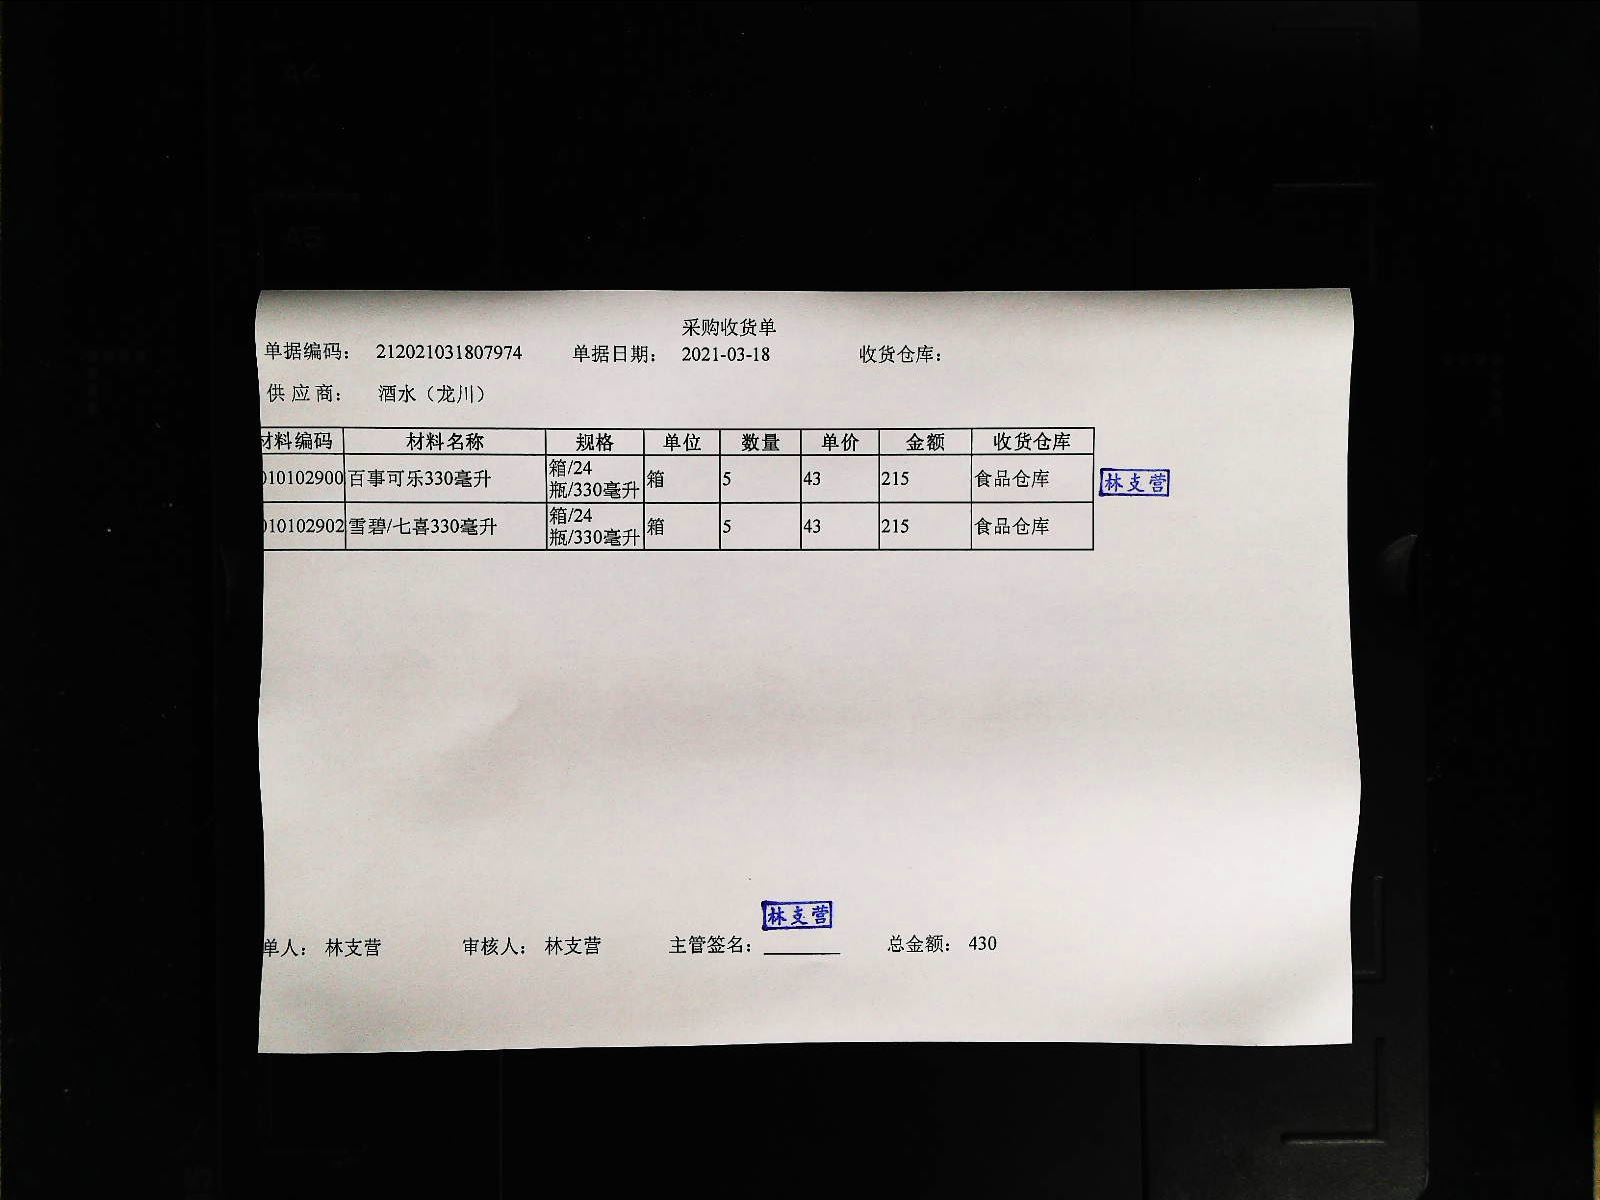 采购收货单
单据编码： 212021031807974 单据日期： 2021-03-18 收货仓库：
供 应 商： 酒水（龙川）
材料编码 材料名称 规格 单位 数量 单价 金额 收货仓库
010102900 百事可乐330毫升 箱/24 箱 5 43 215 食品仓库 林支营
瓶/330毫升
010102902 雪碧/七喜330毫升 箱/24 箱 5 43 215 食品仓库
瓶/330毫升
林支营
单人： 林支营 审核人： 林支营 主管签名： 总金额： 430